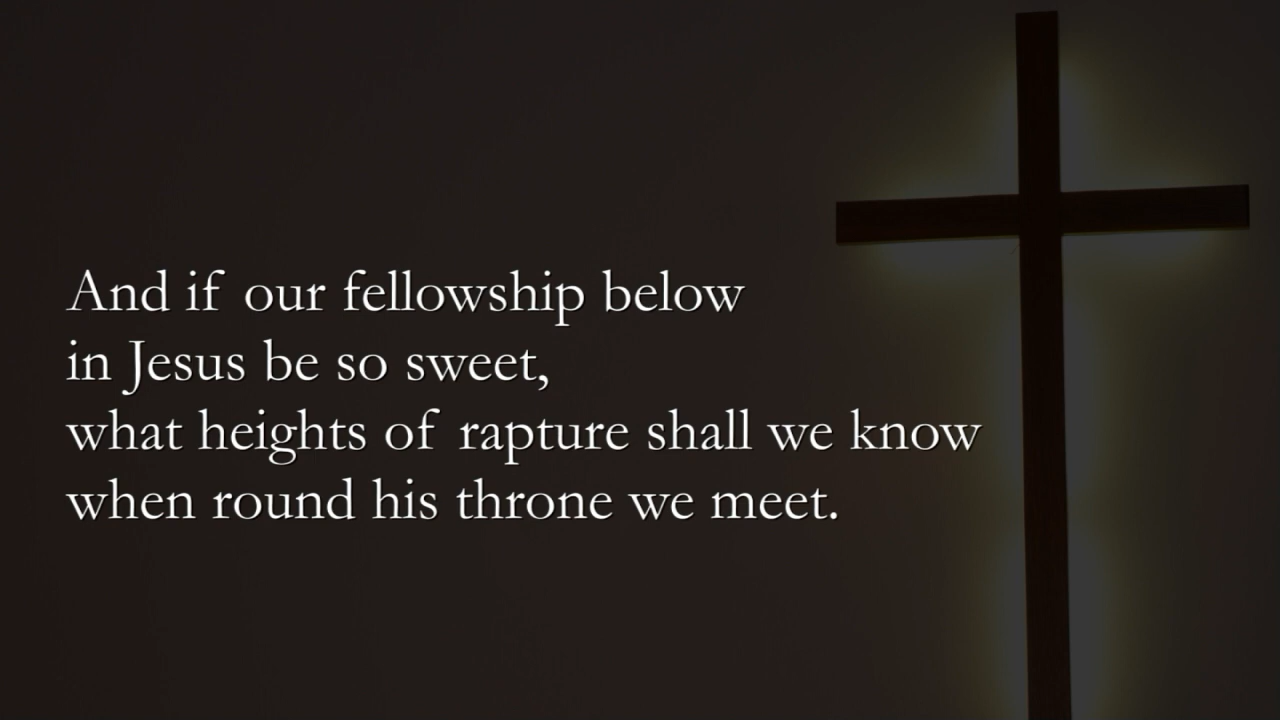 And if our fellowship below
in Jesus be so sweet,
what heights of rapture shall we know
when round his throne we meet.